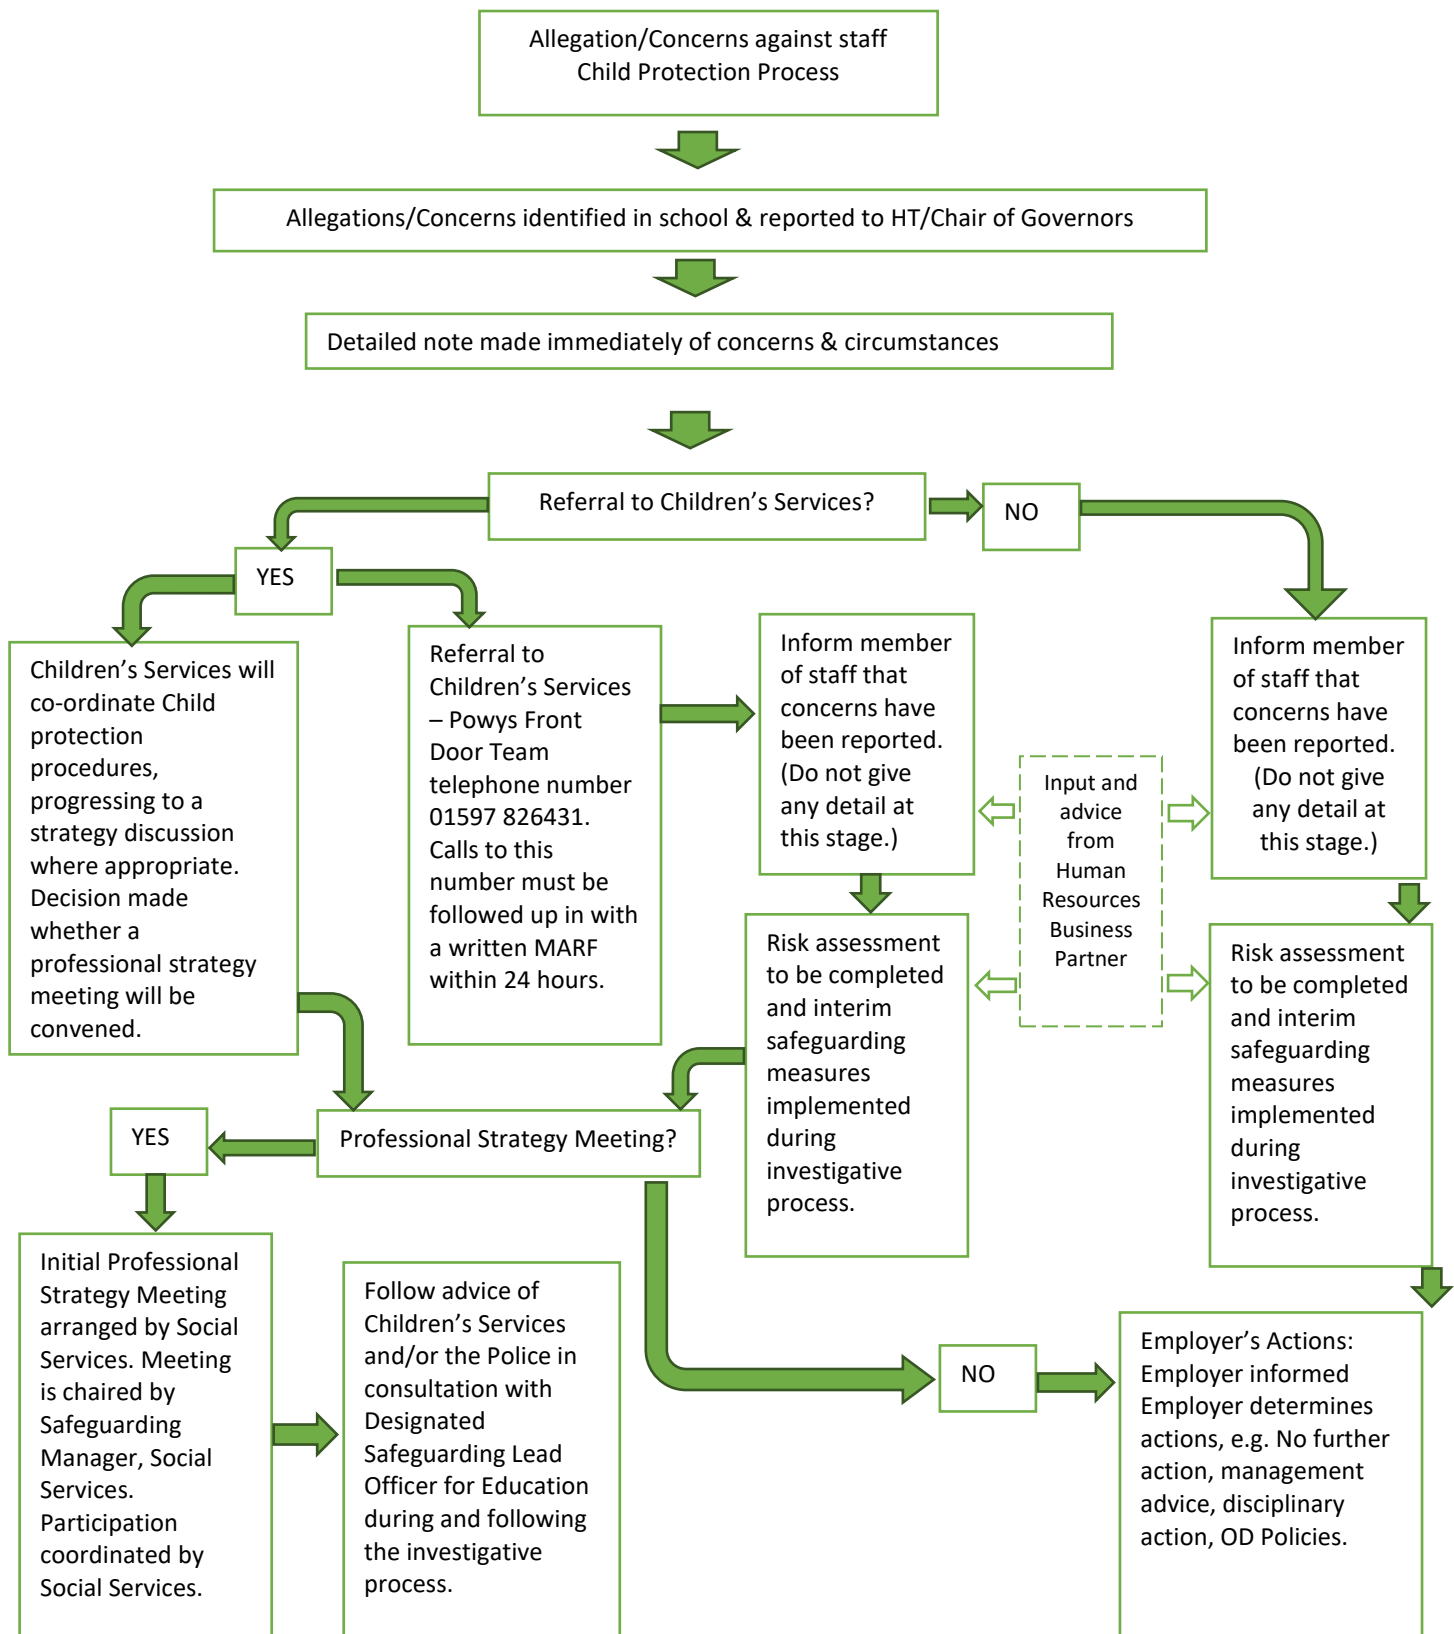 Allegation/Concerns against staff
Child Protection Process
Allegations/Concerns identified in school & reported to HT/Chair of Governors
Detailed note made immediately of concerns & circumstances
Referral to Children’s Services?
NO
YES
Children’s Services will
co-ordinate Child
protection
procedures,
progressing to a
strategy discussion
where appropriate.
Decision made
whether a
professional strategy
meeting will be
convened.
Referral to
Children’s Services
– Powys Front
Door Team
telephone number
01597 826431.
Calls to this
number must be
followed up in with
a written MARF
within 24 hours.
Inform member
of staff that
concerns have
been reported.
(Do not give
any detail at
this stage.)
Input and
advice
from
Human
Resources
Business
Partner
Inform member
of staff that
concerns have
been reported.
(Do not give
any detail at
this stage.)
Risk assessment
to be completed
and interim
safeguarding
measures
implemented
during
investigative
process.
Risk assessment
to be completed
and interim
safeguarding
measures
implemented
during
investigative
process.
YES
Professional Strategy Meeting?
Initial Professional
Strategy Meeting
arranged by Social
Services. Meeting
is chaired by
Safeguarding
Manager, Social
Services.
Participation
coordinated by
Social Services.
Follow advice of
Children’s Services
and/or the Police in
consultation with
Designated
Safeguarding Lead
Officer for Education
during and following
the investigative
process.
NO
Employer’s Actions:
Employer informed
Employer determines
actions, e.g. No further
action, management
advice, disciplinary
action, OD Policies.